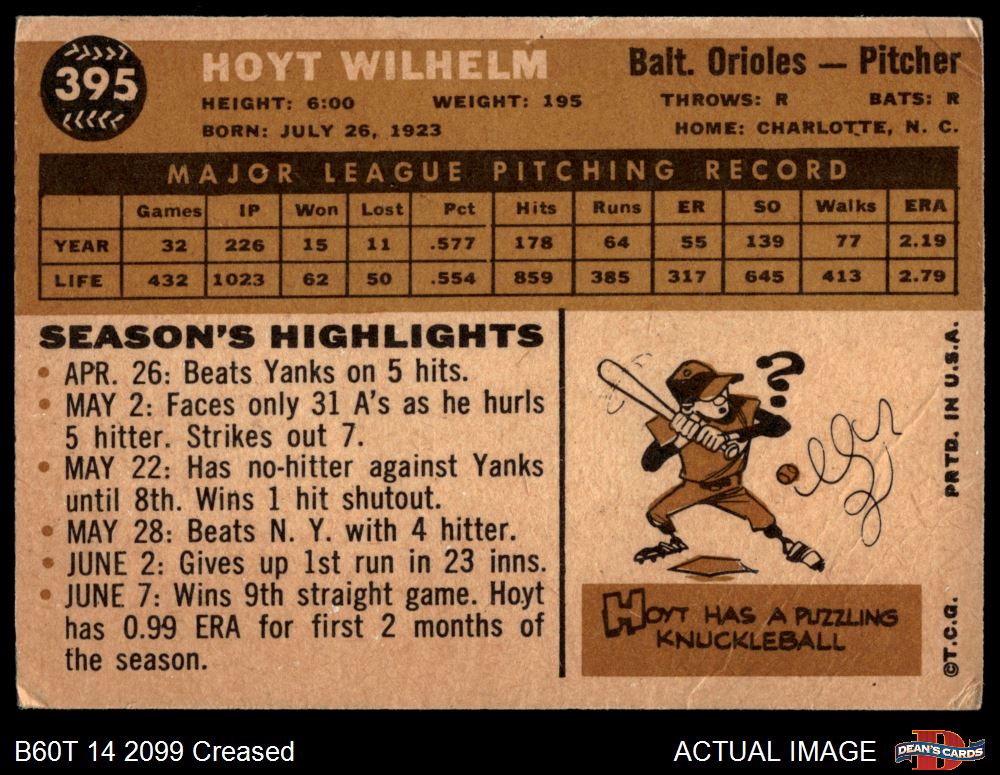 395
HOYT WILHELM
Balt. Orioles — Pitcher
HEIGHT: 6:00 WEIGHT: 195 THROWS: R BATS: R
BORN: JULY 26, 1923 HOME: CHARLOTTE, N. C.
MAJOR LEAGUE PITCHING RECORD
Games IP Won Lost Pct Hits Runs ER SO Walks ERA
YEAR 32 226 15 11 .577 178 64 55 139 77 2.19
LIFE 432 1023 62 50 .554 859 385 317 645 413 2.79
SEASON'S HIGHLIGHTS
• APR. 26: Beats Yanks on 5 hits.
• MAY 2: Faces only 31 A's as he hurls
5 hitter. Strikes out 7.
• MAY 22: Has no-hitter against Yanks
until 8th. Wins 1 hit shutout.
• MAY 28: Beats N. Y. with 4 hitter.
• JUNE 2: Gives up 1st run in 23 inns.
• JUNE 7: Wins 9th straight game. Hoyt
has 0.99 ERA for first 2 months of
the season.
?
HOYT HAS A PUZZLING
KNUCKLEBALL
©T.C.G. PRTD. IN U.S.A.
B60T 14 2099 Creased
ACTUAL IMAGE
D
DEAN'S CARDS